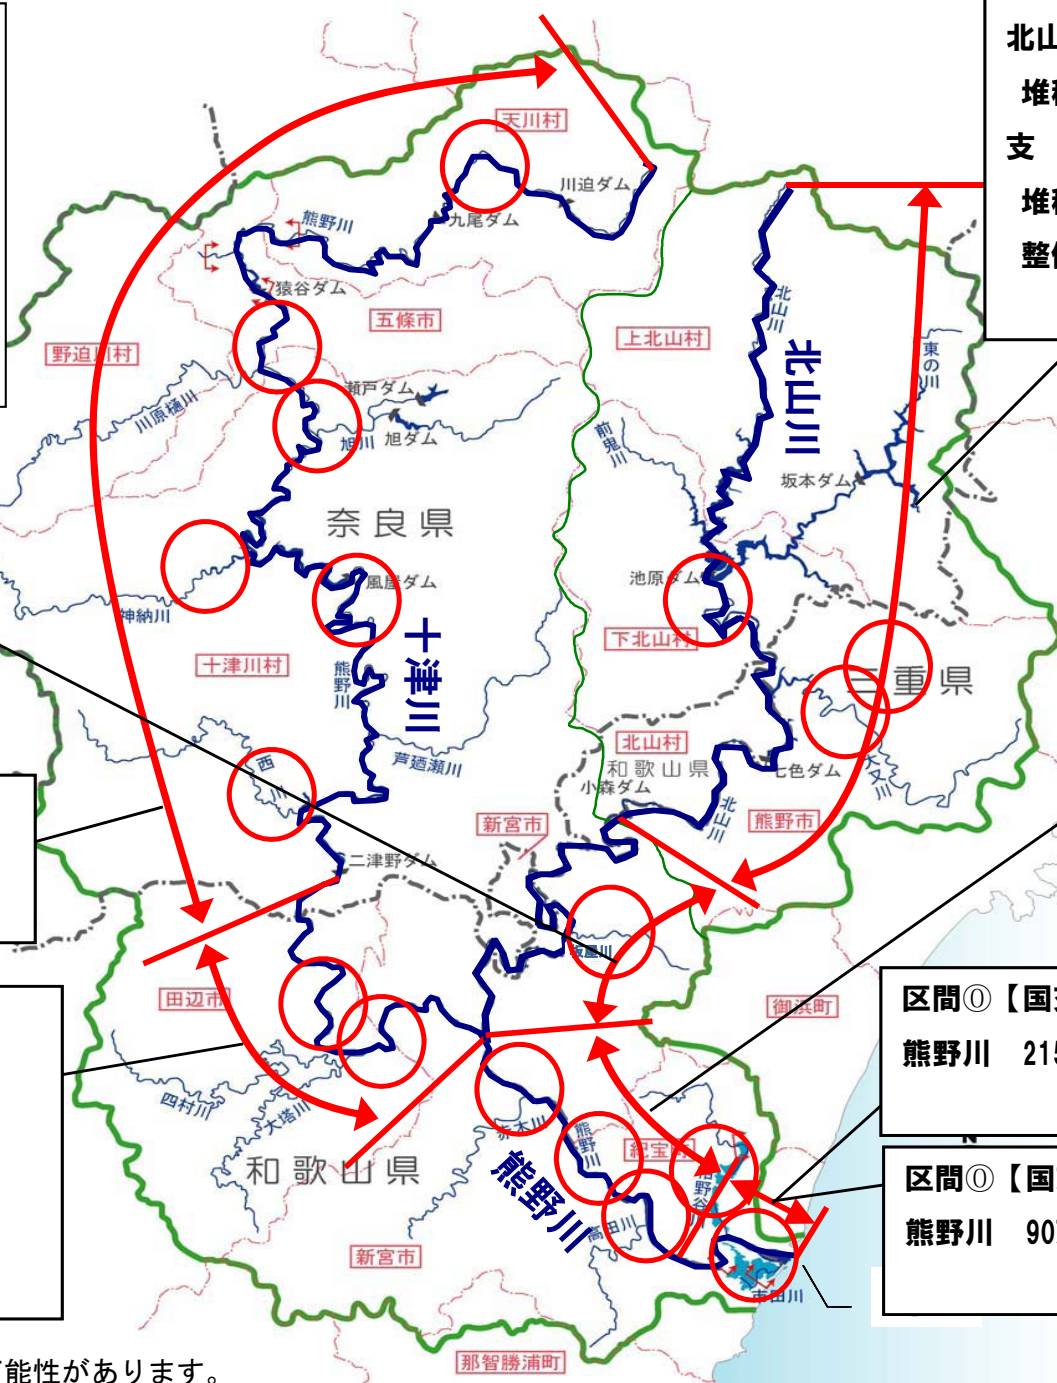 北山
堆積
支
堆積
整備
天川村
川迫ダム
九尾ダム
熊野川
猿谷ダム
五條市
野迫川村
川原樋川
瀬戸ダム
旭川
旭ダム
上北山村
北山川
北山川
東の川
前鬼川
坂本ダム
奈良県
池原ダム
風屋ダム
神納川
下北山村
十津川村
熊野川
十津川
三重県
芦廼瀬川
北山村
和歌山県
七色ダム
大又川
西川
小森ダム
北山川
新宮市
熊野市
二津野ダム
板屋川
田辺市
御浜町
区間⓪【国
熊野川 215
四村川
大塔川
赤木川
熊野川
紀宝町
相野谷川
N
和歌山県
熊野川
高田川
区間⓪【国
熊野川 90
新宮市
市田川
那智勝浦町
可能性があります。